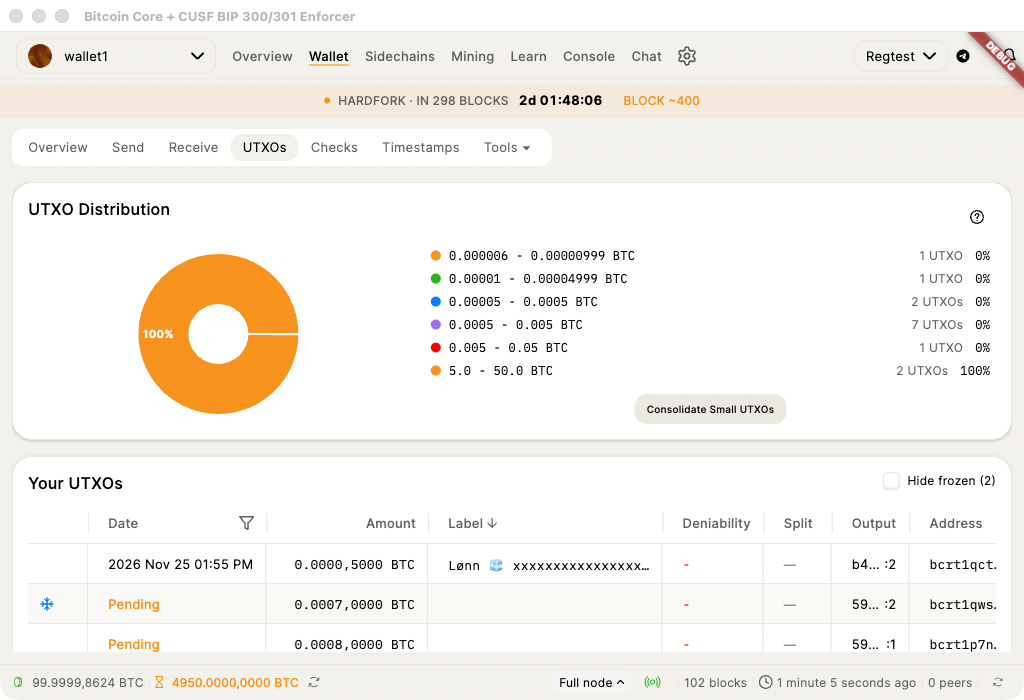 Bitcoin Core + CUSF BIP 300/301 Enforcer
wallet1 Overview Wallet Sidechains Mining Learn Console Chat Regtest DEBUG
HARDFORK · IN 298 BLOCKS 2d 01:48:06 BLOCK ~400
Overview Send Receive UTXOs Checks Timestamps Tools
UTXO Distribution
100%
0.000006 - 0.00000999 BTC 1 UTXO 0%
0.00001 - 0.00004999 BTC 1 UTXO 0%
0.00005 - 0.0005 BTC 2 UTXOs 0%
0.0005 - 0.005 BTC 7 UTXOs 0%
0.005 - 0.05 BTC 1 UTXO 0%
5.0 - 50.0 BTC 2 UTXOs 100%
Consolidate Small UTXOs
Your UTXOs Hide frozen (2)
Date Amount Label ↓ Deniability Split Output Address
2026 Nov 25 01:55 PM 0.0000,5000 BTC Lønn 🧊 xxxxxxxxxxxxxxxxx… - — b4… :2 bcrt1qct.
Pending 0.0007,0000 BTC - — 59… :2 bcrt1qws.
Pending 0.0008,0000 BTC - — 59… :1 bcrt1p7n.
99.9999,8624 BTC 4950.0000,0000 BTC Full node 102 blocks 1 minute 5 seconds ago 0 peers